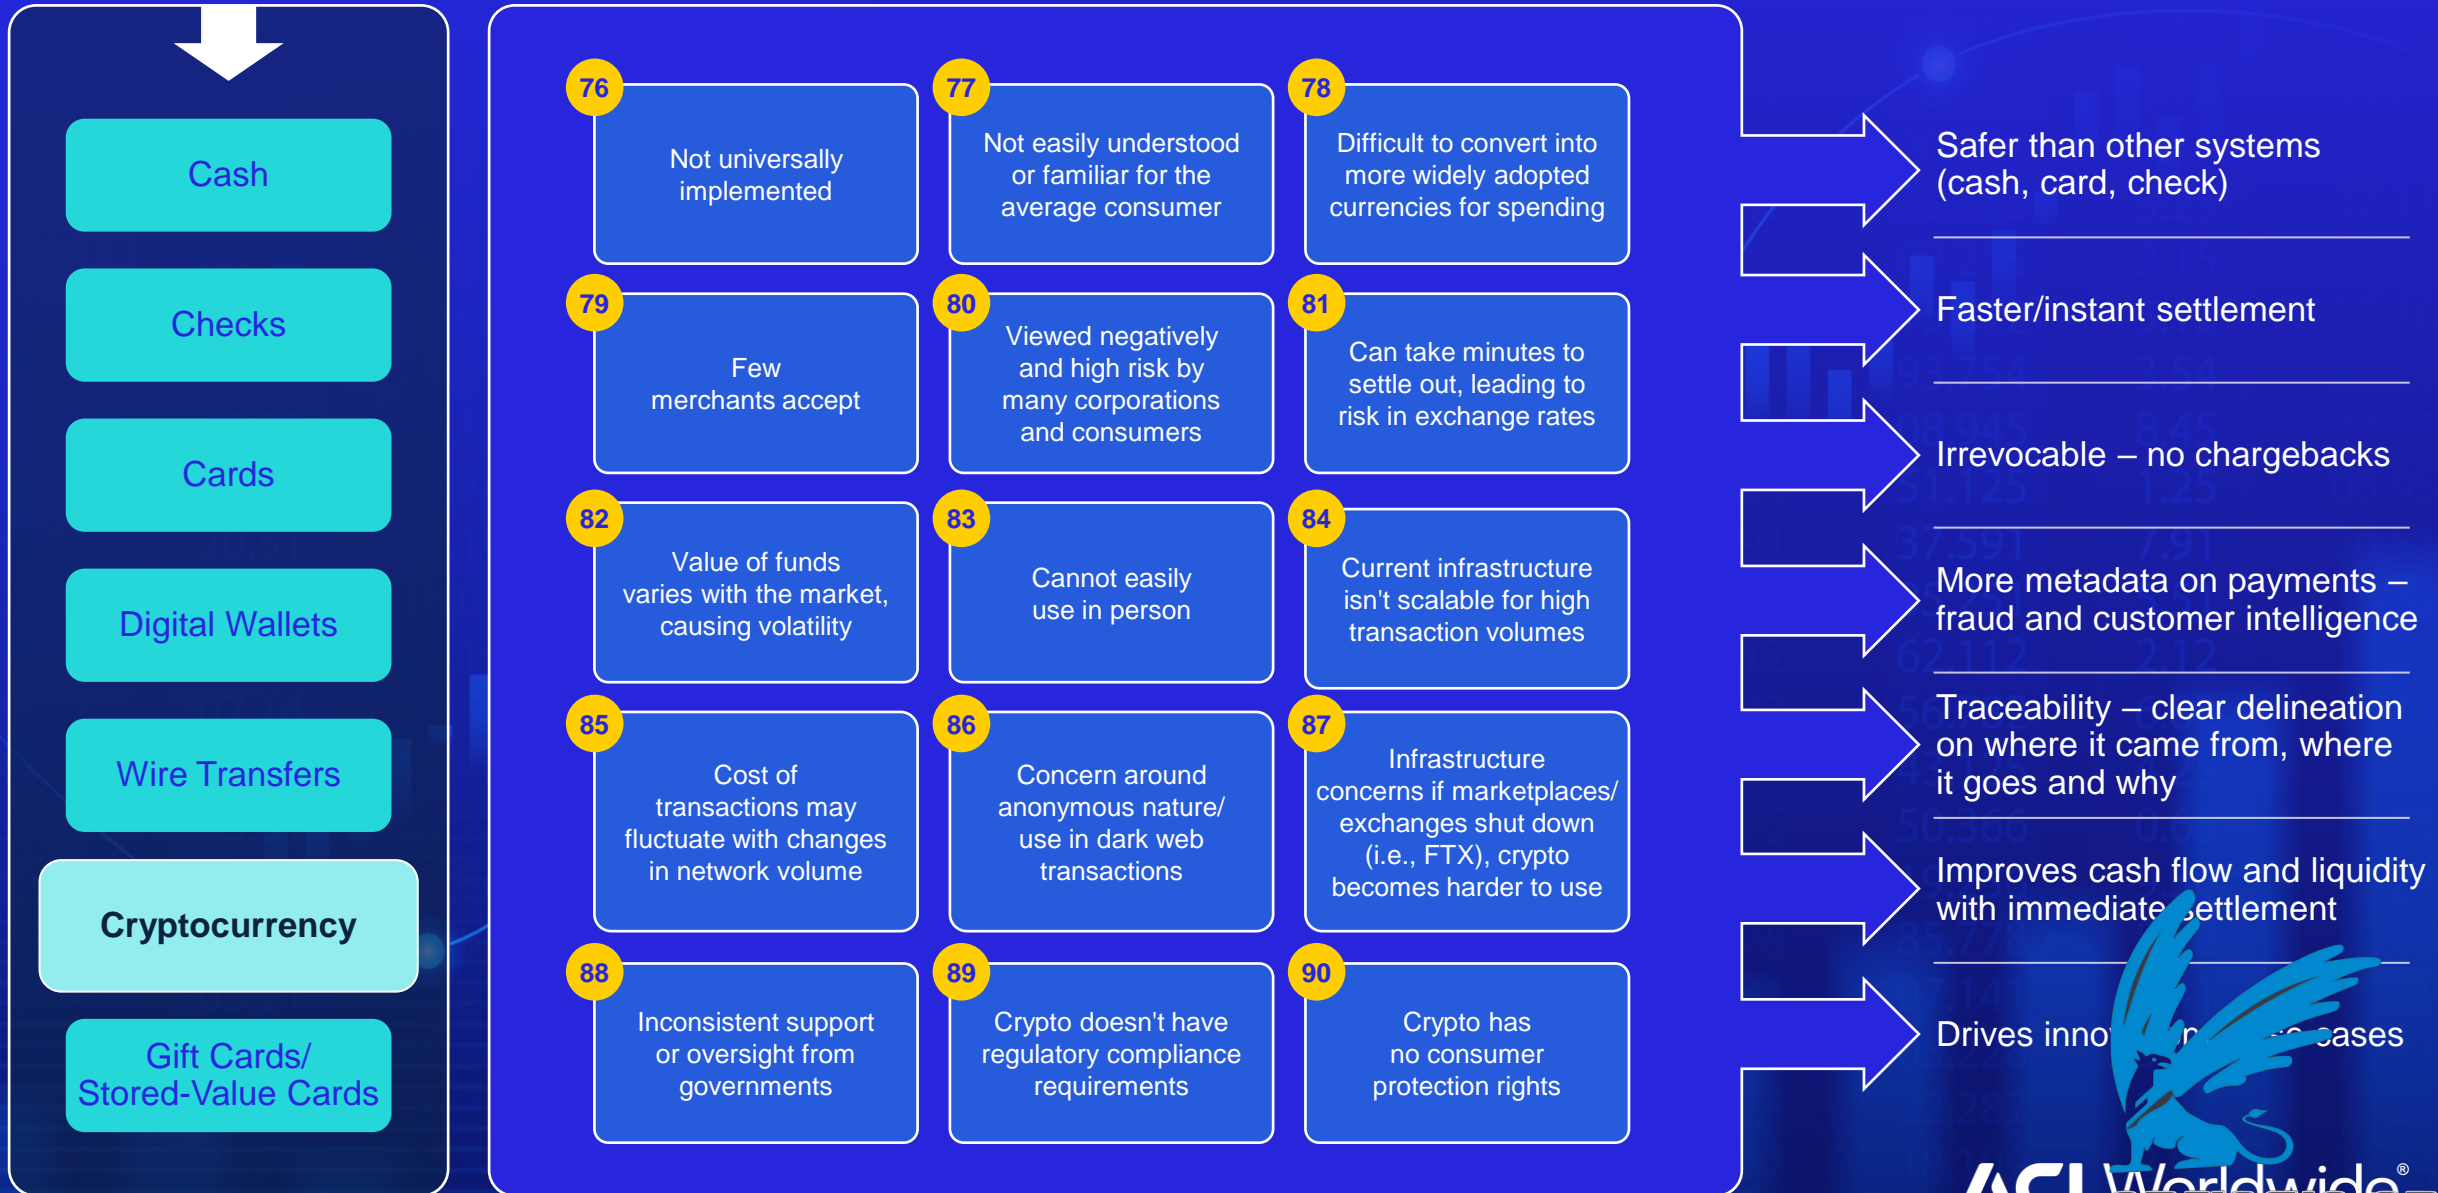 Cash
Checks
Cards
Digital Wallets
Wire Transfers
Cryptocurrency
Gift Cards/
Stored-Value Cards
76
Not universally
implemented
77
Not easily understood
or familiar for the
average consumer
78
Difficult to convert into
more widely adopted
currencies for spending
79
Few
merchants accept
80
Viewed negatively
and high risk by
many corporations
and consumers
81
Can take minutes to
settle out, leading to
risk in exchange rates
82
Value of funds
varies with the market,
causing volatility
83
Cannot easily
use in person
84
Current infrastructure
isn't scalable for high
transaction volumes
85
Cost of
transactions may
fluctuate with changes
in network volume
86
Concern around
anonymous nature/
use in dark web
transactions
87
Infrastructure
concerns if marketplaces/
exchanges shut down
(i.e., FTX), crypto
becomes harder to use
88
Inconsistent support
or oversight from
governments
89
Crypto doesn't have
regulatory compliance
requirements
90
Crypto has
no consumer
protection rights
Safer than other systems
(cash, card, check)
Faster/instant settlement
Irrevocable – no chargebacks
More metadata on payments –
fraud and customer intelligence
Traceability – clear delineation
on where it came from, where
it goes and why
Improves cash flow and liquidity
with immediate settlement
Drives cases
ACI Worldwide®